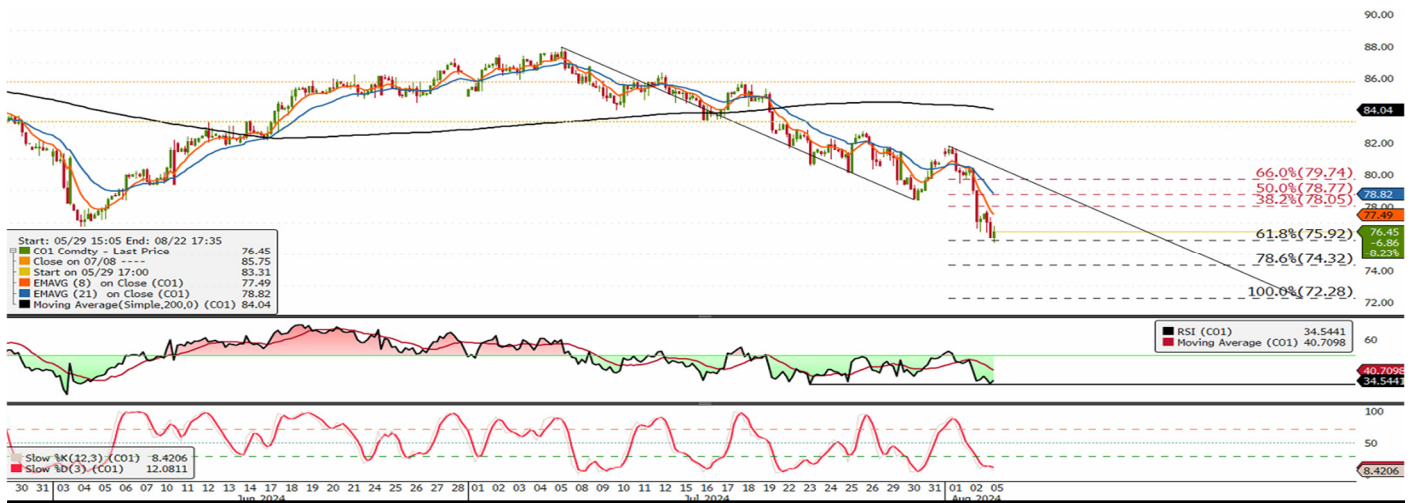 90.00
88.00
86.00
84.04
82.00
80.00
66.0%(79.74)
50.0%(78.77)
78.82
38.2%(78.05)
78.00
77.49
61.8%(75.92)
76.45
-6.86
-8.23%
78.6%(74.32)
74.00
100.0%(72.28)
72.00
Start: 05/29 15:05 End: 08/22 17:35
CO1 Comdty - Last Price 76.45
Close on 07/08 ---- 85.75
Start on 05/29 17:00 83.31
EMAVG (8) on Close (CO1) 77.49
EMAVG (21) on Close (CO1) 78.82
Moving Average(Simple,200,0) (CO1) 84.04
RSI (CO1) 34.5441
Moving Average (CO1) 40.7098
60
40.7098
34.5441
100
50
8.4206
Slow %K(12,3) (CO1) 8.4206
Slow %D(3) (CO1) 12.0811
30 31 03 04 05 06 07 10 11 12 13 14 17 18 19 20 21 24 25 26 27 28 01 02 03 04 05 08 09 10 11 12 15 16 17 18 19 22 23 24 25 26 29 30 31 01 02 05
Jun 2024 Jul 2024 Aug 2024